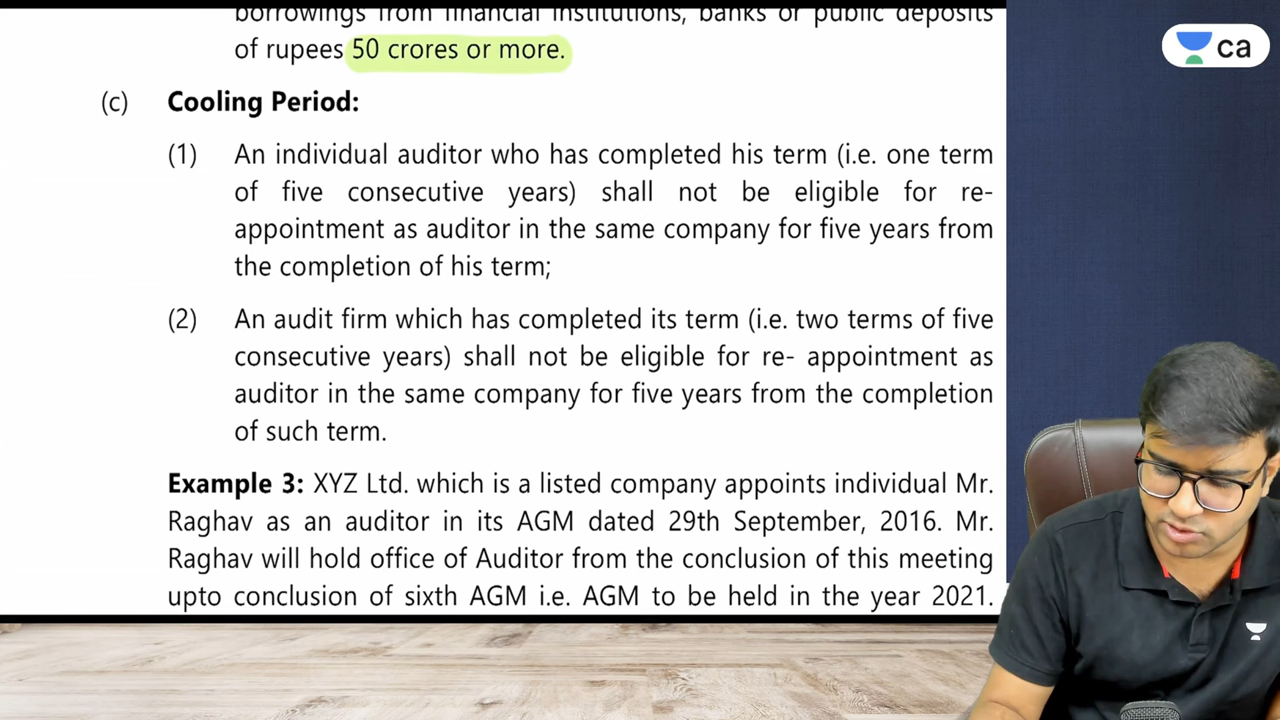 borrowings from financial institutions, banks or public deposits
of rupees 50 crores or more.
ca
(c) Cooling Period:
(1) An individual auditor who has completed his term (i.e. one term
of five consecutive years) shall not be eligible for re-
appointment as auditor in the same company for five years from
the completion of his term;
(2) An audit firm which has completed its term (i.e. two terms of five
consecutive years) shall not be eligible for re- appointment as
auditor in the same company for five years from the completion
of such term.
Example 3: XYZ Ltd. which is a listed company appoints individual Mr.
Raghav as an auditor in its AGM dated 29th September, 2016. Mr.
Raghav will hold office of Auditor from the conclusion of this meeting
upto conclusion of sixth AGM i.e. AGM to be held in the year 2021.